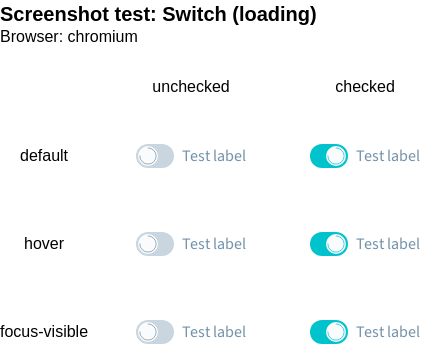 Screenshot test: Switch (loading)
Browser: chromium
unchecked checked
default Test label Test label
hover Test label Test label
focus-visible Test label Test label